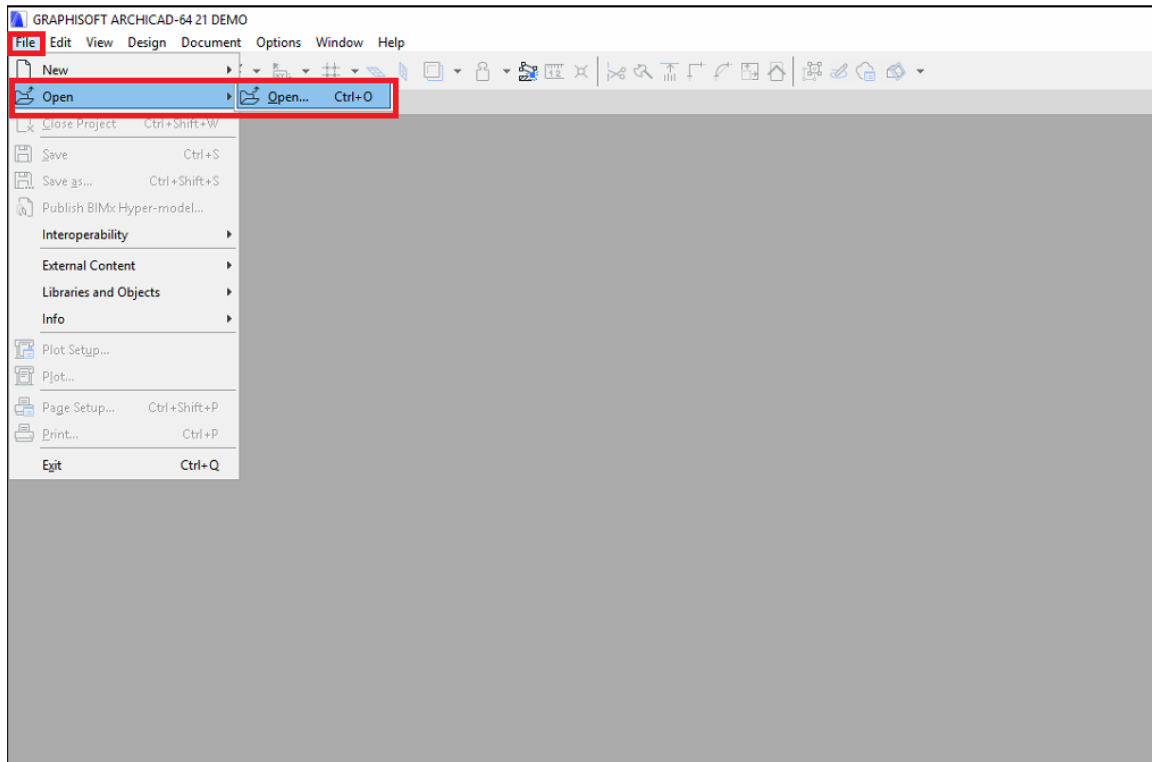 GRAPHISOFT ARCHICAD-64 21 DEMO
File Edit View Design Document Options Window Help
New
Open
Open... Ctrl+O
Close Project Ctrl+Shift+W
Save Ctrl+S
Save as... Ctrl+Shift+S
Publish BIMx Hyper-model...
Interoperability
External Content
Libraries and Objects
Info
Plot Setup...
Plot...
Page Setup... Ctrl+Shift+P
Print... Ctrl+P
Exit Ctrl+Q